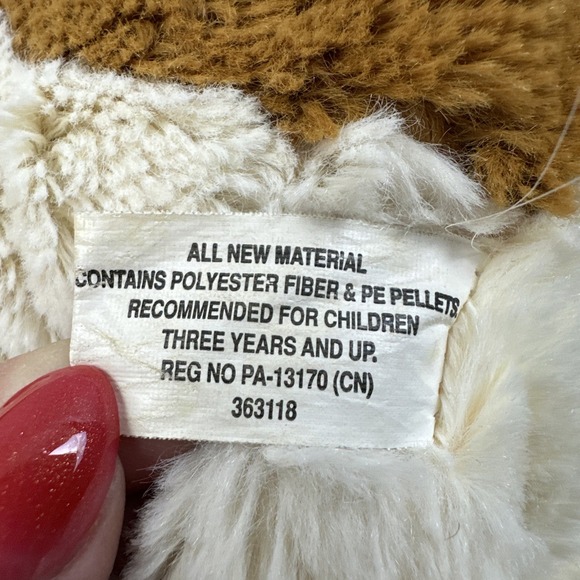 ALL NEW MATERIAL
CONTAINS POLYESTER FIBER & PE PELLETS
RECOMMENDED FOR CHILDREN
THREE YEARS AND UP.
REG NO PA-13170 (CN)
363118